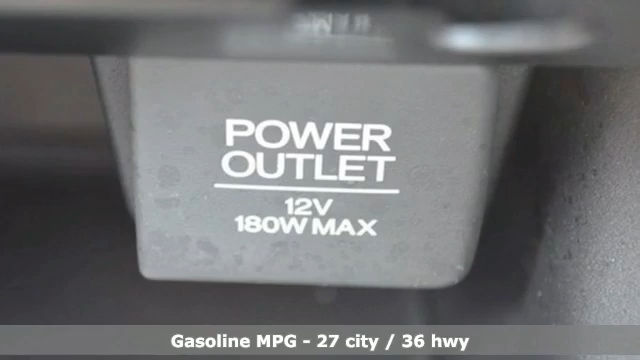 POWER
OUTLET
12V
180W MAX
Gasoline MPG - 27 city / 36 hwy